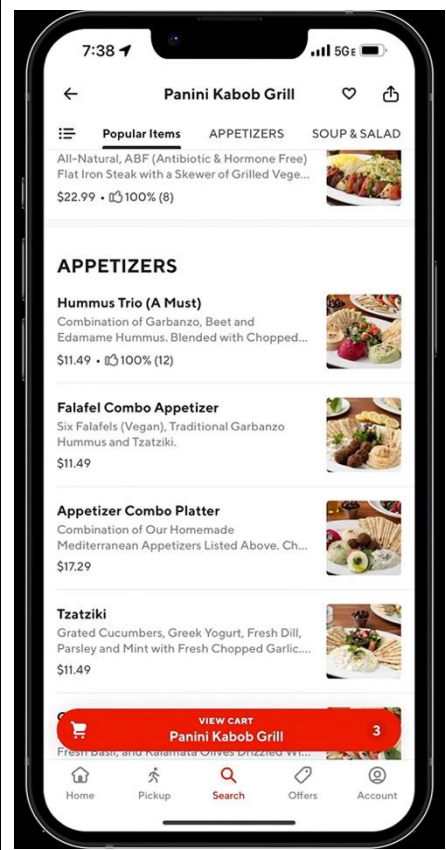 7:38
5GE
Panini Kabob Grill
Popular Items APPETIZERS SOUP & SALAD
All-Natural, ABF (Antibiotic & Hormone Free)
Flat Iron Steak with a Skewer of Grilled Vege...
$22.99 • 100% (8)
APPETIZERS
Hummus Trio (A Must)
Combination of Garbanzo, Beet and
Edamame Hummus. Blended with Chopped...
$11.49 • 100% (12)
Falafel Combo Appetizer
Six Falafels (Vegan), Traditional Garbanzo
Hummus and Tzatziki.
$11.49
Appetizer Combo Platter
Combination of Our Homemade
Mediterranean Appetizers Listed Above. Ch...
$17.29
Tzatziki
Grated Cucumbers, Greek Yogurt, Fresh Dill,
Parsley and Mint with Fresh Chopped Garlic....
$11.49
VIEW CART
Panini Kabob Grill
3
Fresh Basil, and Kalamata Olives Drizzled Wi...
Home Pickup Search Offers Account